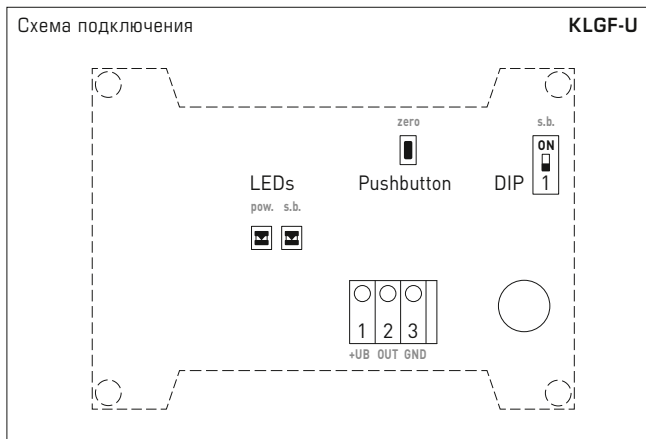 Схема подключения KLGF-U
zero s.b.
ON
LEDs Pushbutton DIP 1
pow. s.b.
1 2 3
+UB OUT GND